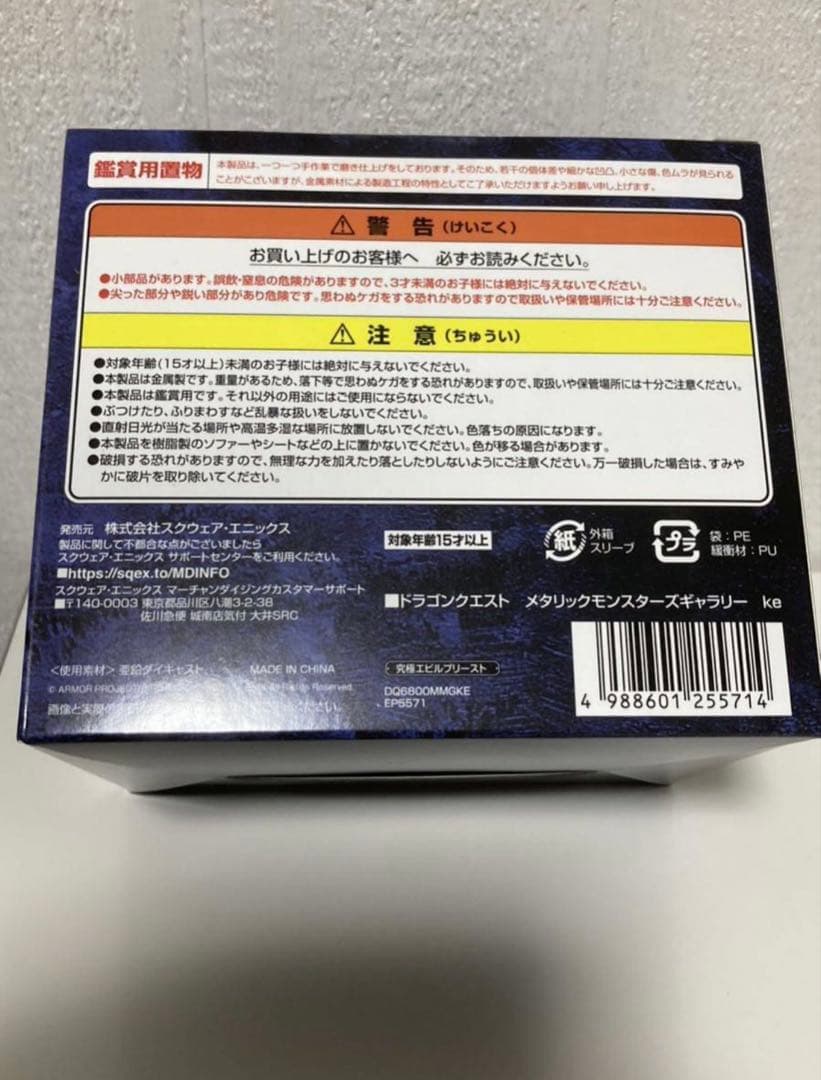 鑑賞用置物
本製品は、一つ一つ手作業で磨き仕上げをしております。そのため、若干の個体差や細かな凹凸、小さな傷、色ムラが見られる
ことがございますが、金属素材による製造工程の特性としてご了承いただけますようお願い申し上げます。
⚠ 警 告 (けいこく)
お買い上げのお客様へ 必ずお読みください。
●小部品があります。誤飲・窒息の危険がありますので、3才未満のお子様には絶対に与えないでください。
●尖った部分や鋭い部分があり危険です。思わぬケガをする恐れがありますので取扱いや保管場所には十分ご注意ください。
⚠ 注 意 (ちゅうい)
●対象年齢(15才以上)未満のお子様には絶対に与えないでください。
●本製品は金属製です。重量があるため、落下等で思わぬケガをする恐れがありますので、取扱いや保管場所には十分ご注意ください。
●本製品は鑑賞用です。それ以外の用途にはご使用にならないでください。
●ぶつけたり、ふりまわすなど乱暴な扱いをしないでください。
●直射日光が当たる場所や高温多湿な場所に放置しないでください。色落ちの原因になります。
●本製品を樹脂製のソファーやシートなどの上に置かないでください。色が移る場合があります。
●破損する恐れがありますので、無理な力を加えたり落としたりしないようにご注意ください。万一破損した場合は、すみや
かに破片を取り除いてください。
発売元 株式会社スクウェア・エニックス
製品に関して不都合な点がございましたら
スクウェア・エニックス サポートセンターをご利用ください。
■https://sqex.to/MDINFO
スクウェア・エニックス マーチャンダイジングカスタマーサポート
■〒140-0003 東京都品川区八潮3-2-38
佐川急便 城南店気付 大井SRC
対象年齢15才以上
紙 外箱
スリーブ
プラ 袋:PE
緩衝材:PU
■ドラゴンクエスト メタリックモンスターズギャラリー ke
<使用素材> 亜鉛ダイキャスト MADE IN CHINA
© ARMOR PROJECT All Rights Reserved.
画像と実際の ください。
究極エビルプリースト
DQ6800MMGKE
EP5571
4 988601 255714